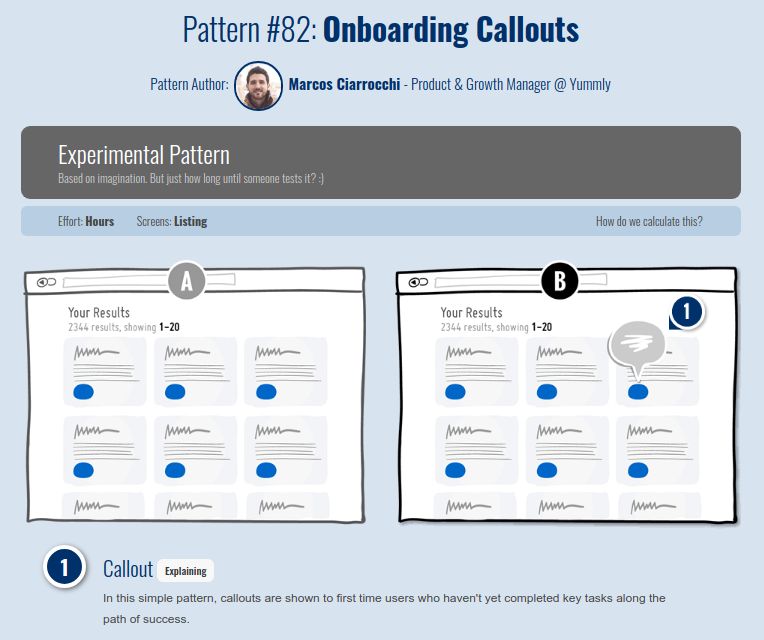 Pattern #82: Onboarding Callouts
Pattern Author: Marcos Ciarrocchi - Product & Growth Manager @ Yummly
Experimental Pattern
Based on imagination. But just how long until someone tests it? :)
Effort: Hours Screens: Listing How do we calculate this?
A
B
Your Results
2344 results, showing 1-20
Your Results
2344 results, showing 1-20
1
1
Callout Explaining
In this simple pattern, callouts are shown to first time users who haven't yet completed key tasks along the
path of success.